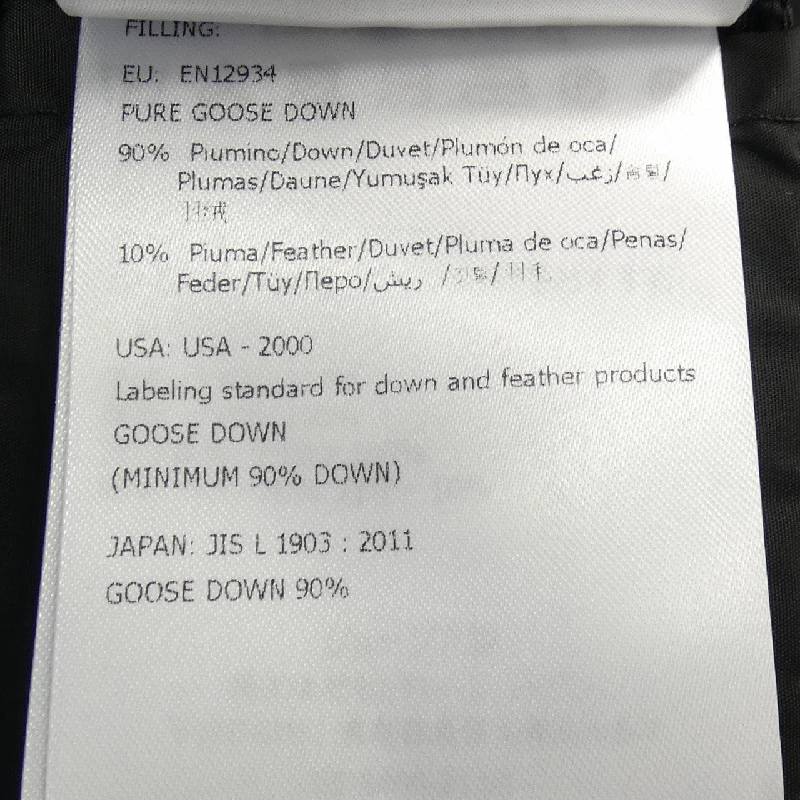 FILLING:
EU: EN12934
PURE GOOSE DOWN
90% Piumino/Down/Duvet/Plumón de oca/
Plumas/Daune/Yumuşak Tüy/Пух/زغب/
10% Piuma/Feather/Duvet/Pluma de oca/Penas/
Feder/Tüy/Перо/ريش /
USA: USA - 2000
Labeling standard for down and feather products
GOOSE DOWN
(MINIMUM 90% DOWN)
JAPAN: JIS L 1903 : 2011
GOOSE DOWN 90%